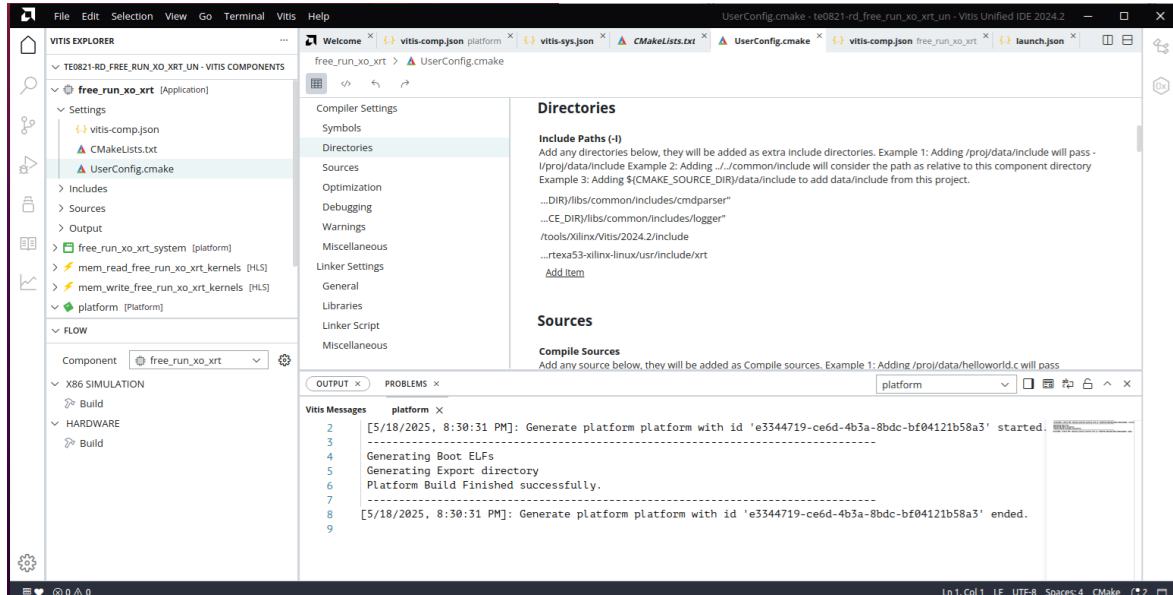 File Edit Selection View Go Terminal Vitis Help
UserConfig.cmake - te0821-rd_free_run_xo_xrt_un - Vitis Unified IDE 2024.2
VITIS EXPLORER
TE0821-RD_FREE_RUN_XO_XRT_UN - VITIS COMPONENTS
free_run_xo_xrt [Application]
Settings
vitis-comp.json
CMakeLists.txt
UserConfig.cmake
Includes
Sources
Output
free_run_xo_xrt_system [platform]
mem_read_free_run_xo_xrt_kernels [HLS]
mem_write_free_run_xo_xrt_kernels [HLS]
platform [Platform]
FLOW
Component free_run_xo_xrt
X86 SIMULATION
Build
HARDWARE
Build
Welcome vitis-comp.json platform vitis-sys.json CMakeLists.txt UserConfig.cmake vitis-comp.json free_run_xo_xrt launch.json
free_run_xo_xrt > UserConfig.cmake
Compiler Settings
Symbols
Directories
Sources
Optimization
Debugging
Warnings
Miscellaneous
Linker Settings
General
Libraries
Linker Script
Miscellaneous
Directories
Include Paths (-I)
Add any directories below, they will be added as extra include directories. Example 1: Adding /proj/data/include will pass -
I/proj/data/include Example 2: Adding ../../common/include will consider the path as relative to this component directory
Example 3: Adding ${CMAKE_SOURCE_DIR}/data/include to add data/include from this project.
...DIR}/libs/common/includes/cmdparser"
...CE_DIR}/libs/common/includes/logger"
/tools/Xilinx/Vitis/2024.2/include
...rtexa53-xilinx-linux/usr/include/xrt
Add Item
Sources
Compile Sources
Add any source below, they will be added as Compile sources. Example 1: Adding /proj/data/helloworld.c will pass
OUTPUT PROBLEMS
platform
Vitis Messages platform
2 [5/18/2025, 8:30:31 PM]: Generate platform platform with id 'e3344719-ce6d-4b3a-8bdc-bf04121b58a3' started.
3 --------------------------------------------------------------------------------
4 Generating Boot ELFs
5 Generating Export directory
6 Platform Build Finished successfully.
7 --------------------------------------------------------------------------------
8 [5/18/2025, 8:30:31 PM]: Generate platform platform with id 'e3344719-ce6d-4b3a-8bdc-bf04121b58a3' ended.
9
0 0
Ln 1, Col 1 LF UTF-8 Spaces: 4 CMake 2